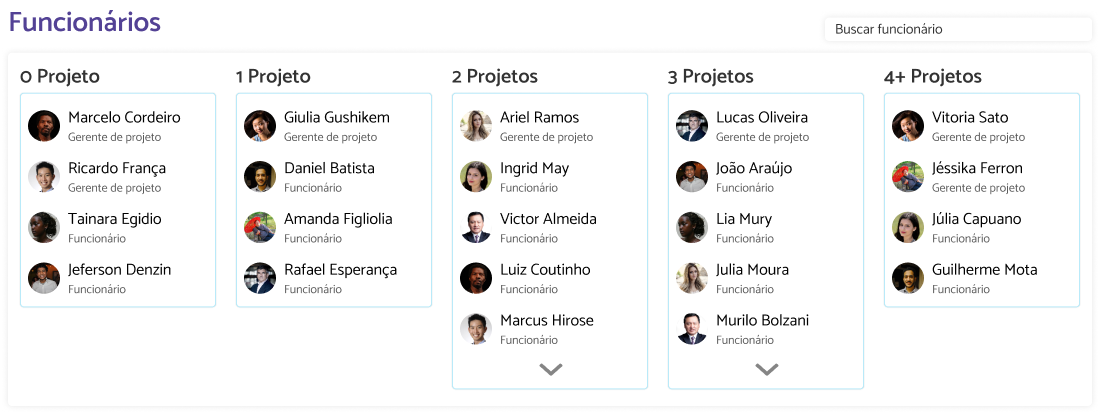 Funcionários
Buscar funcionário
0 Projeto
Marcelo Cordeiro
Gerente de projeto
Ricardo França
Gerente de projeto
Tainara Egidio
Funcionário
Jeferson Denzin
Funcionário
1 Projeto
Giulia Gushikem
Gerente de projeto
Daniel Batista
Funcionário
Amanda Figliolia
Funcionário
Rafael Esperança
Funcionário
2 Projetos
Ariel Ramos
Gerente de projeto
Ingrid May
Funcionário
Victor Almeida
Funcionário
Luiz Coutinho
Funcionário
Marcus Hirose
Funcionário
3 Projetos
Lucas Oliveira
Gerente de projeto
João Araújo
Funcionário
Lia Mury
Funcionário
Julia Moura
Funcionário
Murilo Bolzani
Funcionário
4+ Projetos
Vitoria Sato
Gerente de projeto
Jéssika Ferron
Gerente de projeto
Júlia Capuano
Funcionário
Guilherme Mota
Funcionário